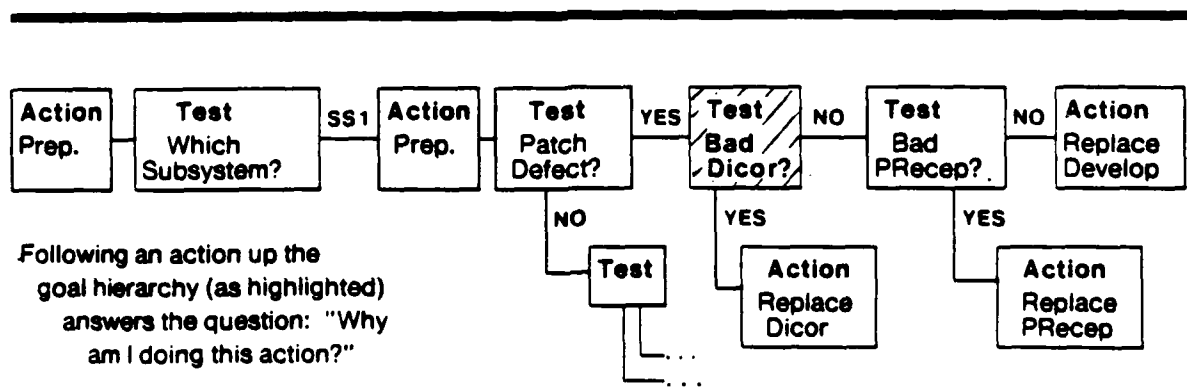 Action
Prep.
Test
Which
Subsystem?
SS1
Action
Prep.
Test
Patch
Defect?
YES
Test
Bad
Dicor?
NO
Test
Bad
PRecep?
NO
Action
Replace
Develop
NO
YES
YES
Test
Action
Replace
Dicor
Action
Replace
PRecep
Following an action up the
goal hierarchy (as highlighted)
answers the question: "Why
am I doing this action?"
...
...